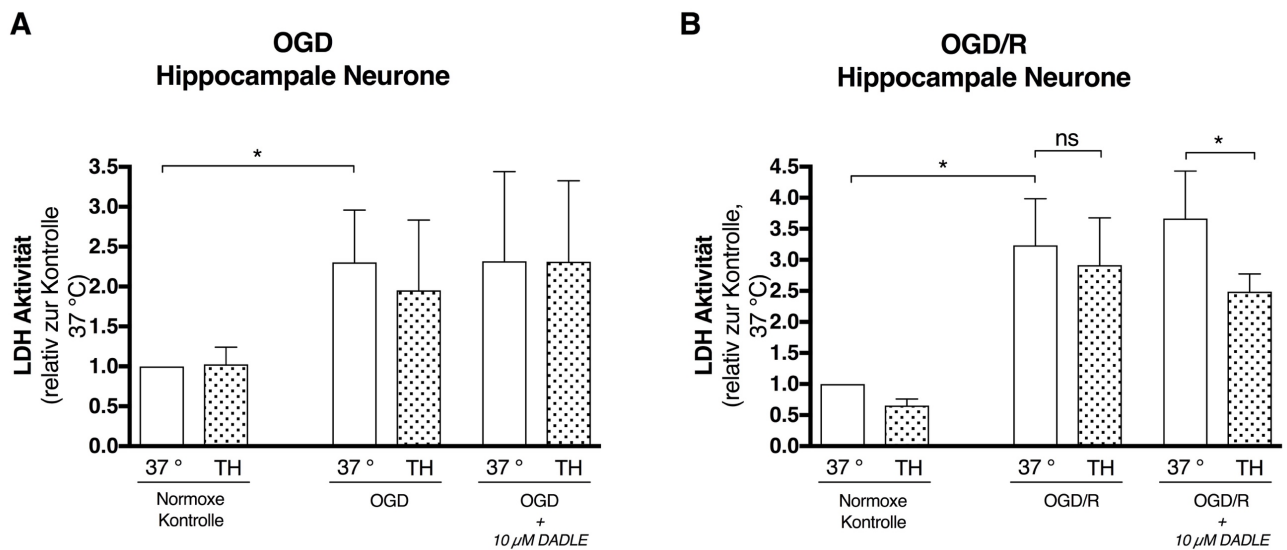 A
OGD
Hippocampale Neurone
LDH Aktivität
(relativ zur Kontrolle
37 °C)
3.5
3.0
2.5
2.0
1.5
1.0
0.5
0.0
*
37 ° TH 37 ° TH 37 ° TH
Normoxe
Kontrolle
OGD
OGD
+
10 µM DADLE
B
OGD/R
Hippocampale Neurone
LDH Aktivität
(relativ zur Kontrolle,
37 °C)
4.5
4.0
3.5
3.0
2.5
2.0
1.5
1.0
0.5
0.0
*
ns
*
37 ° TH 37 ° TH 37 ° TH
Normoxe
Kontrolle
OGD/R
OGD/R
+
10 µM DADLE